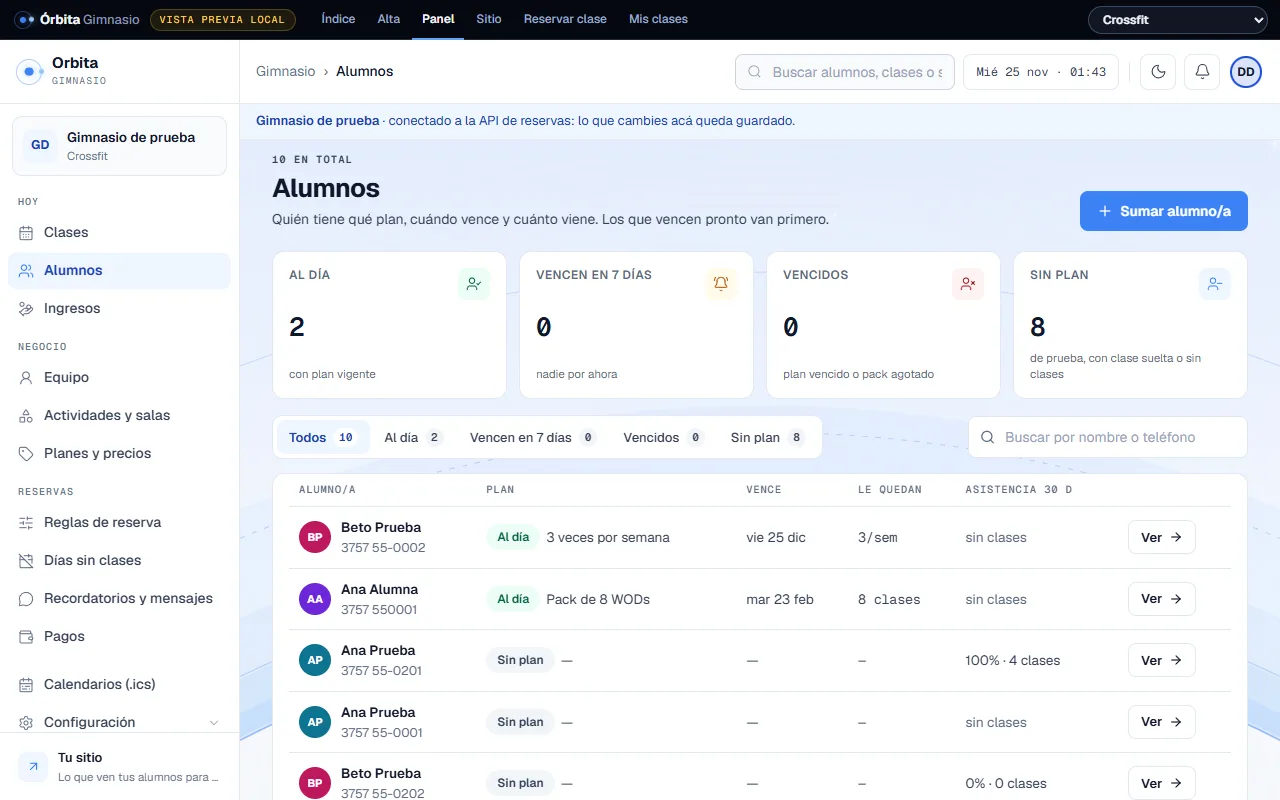 Órbita Gimnasio VISTA PREVIA LOCAL Índice Alta Panel Sitio Reservar clase Mis clases Crossfit
Orbita
GIMNASIO
Gimnasio › Alumnos
Buscar alumnos, clases o s
Mié 25 nov · 01:43
DD
Gimnasio de prueba · conectado a la API de reservas: lo que cambies acá queda guardado.
GD
Gimnasio de prueba
Crossfit
HOY
Clases
Alumnos
Ingresos
NEGOCIO
Equipo
Actividades y salas
Planes y precios
RESERVAS
Reglas de reserva
Días sin clases
Recordatorios y mensajes
Pagos
Calendarios (.ics)
Configuración
Tu sitio
Lo que ven tus alumnos para …
10 EN TOTAL
Alumnos
Quién tiene qué plan, cuándo vence y cuánto viene. Los que vencen pronto van primero.
+ Sumar alumno/a
AL DÍA
2
con plan vigente
VENCEN EN 7 DÍAS
0
nadie por ahora
VENCIDOS
0
plan vencido o pack agotado
SIN PLAN
8
de prueba, con clase suelta o sin
clases
Todos 10 Al día 2 Vencen en 7 días 0 Vencidos 0 Sin plan 8
Buscar por nombre o teléfono
ALUMNO/A PLAN VENCE LE QUEDAN ASISTENCIA 30 D
BP Beto Prueba
3757 55-0002
Al día 3 veces por semana vie 25 dic 3/sem sin clases Ver →
AA Ana Alumna
3757 550001
Al día Pack de 8 WODs mar 23 feb 8 clases sin clases Ver →
AP Ana Prueba
3757 55-0201
Sin plan — — — 100% · 4 clases Ver →
AP Ana Prueba
3757 55-0001
Sin plan — — — sin clases Ver →
BP Beto Prueba
3757 55-0202
Sin plan — — — 0% · 0 clases Ver →